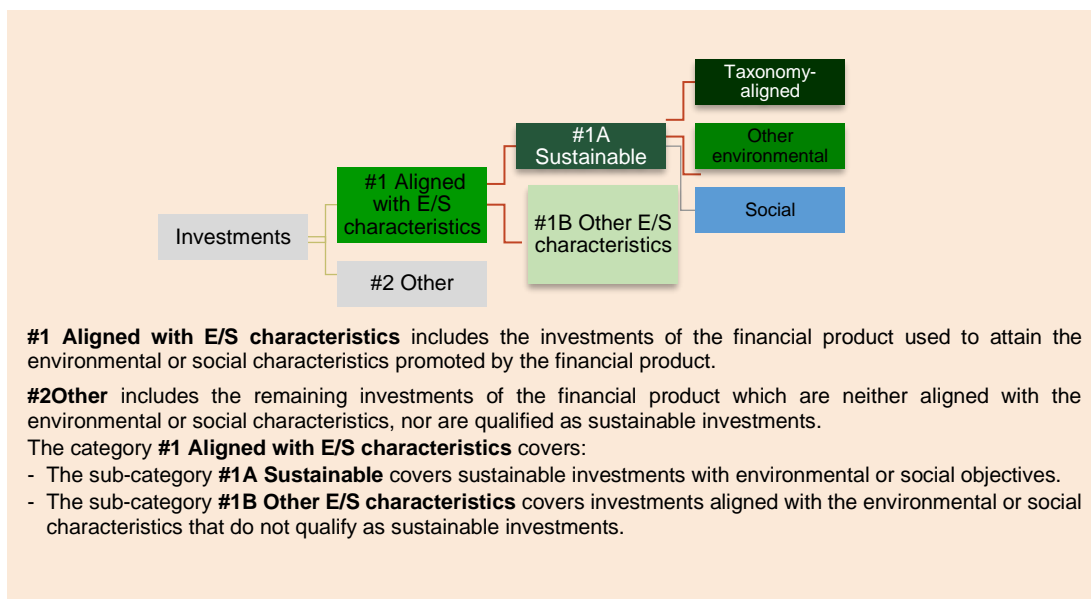 Taxonomy-
aligned
#1A
Sustainable
Other
environmental
#1 Aligned
with E/S
characteristics
Social
#1B Other E/S
characteristics
Investments
#2 Other
#1 Aligned with E/S characteristics includes the investments of the financial product used to attain the
environmental or social characteristics promoted by the financial product.
#2Other includes the remaining investments of the financial product which are neither aligned with the
environmental or social characteristics, nor are qualified as sustainable investments.
The category #1 Aligned with E/S characteristics covers:
- The sub-category #1A Sustainable covers sustainable investments with environmental or social objectives.
- The sub-category #1B Other E/S characteristics covers investments aligned with the environmental or social
characteristics that do not qualify as sustainable investments.